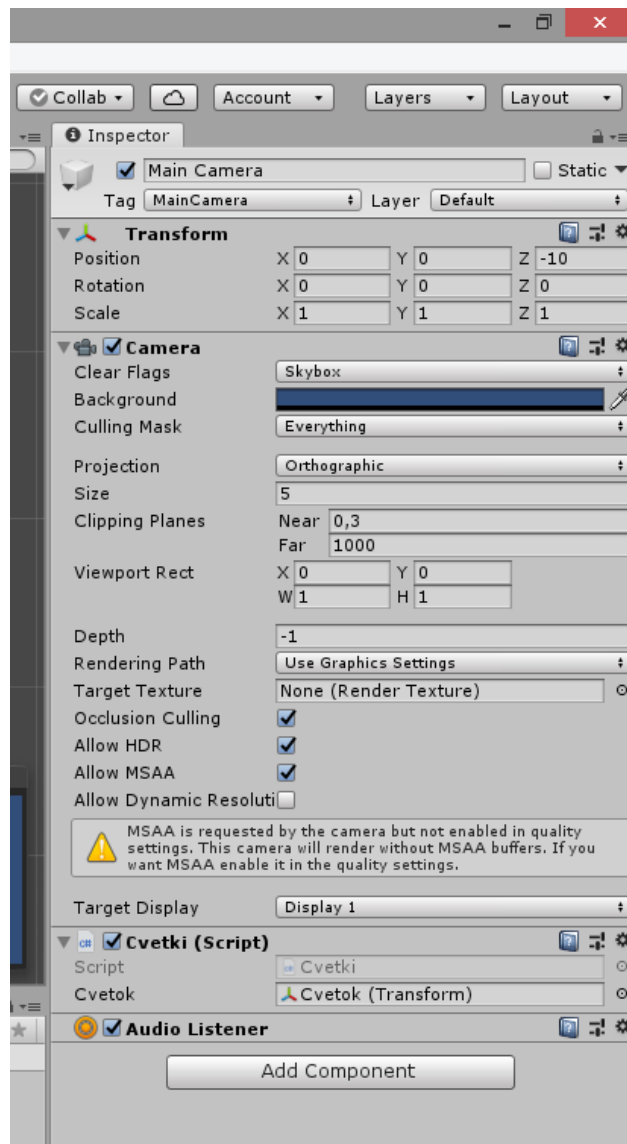 Collab Account Layers Layout
Inspector
Main Camera Static
Tag MainCamera Layer Default
Transform
Position X 0 Y 0 Z -10
Rotation X 0 Y 0 Z 0
Scale X 1 Y 1 Z 1
Camera
Clear Flags Skybox
Background
Culling Mask Everything
Projection Orthographic
Size 5
Clipping Planes Near 0,3
Far 1000
Viewport Rect X 0 Y 0
W 1 H 1
Depth -1
Rendering Path Use Graphics Settings
Target Texture None (Render Texture)
Occlusion Culling
Allow HDR
Allow MSAA
Allow Dynamic Resoluti
MSAA is requested by the camera but not enabled in quality
settings. This camera will render without MSAA buffers. If you
want MSAA enable it in the quality settings.
Target Display Display 1
c# Cvetki (Script)
Script Cvetki
Cvetok Cvetok (Transform)
Audio Listener
Add Component